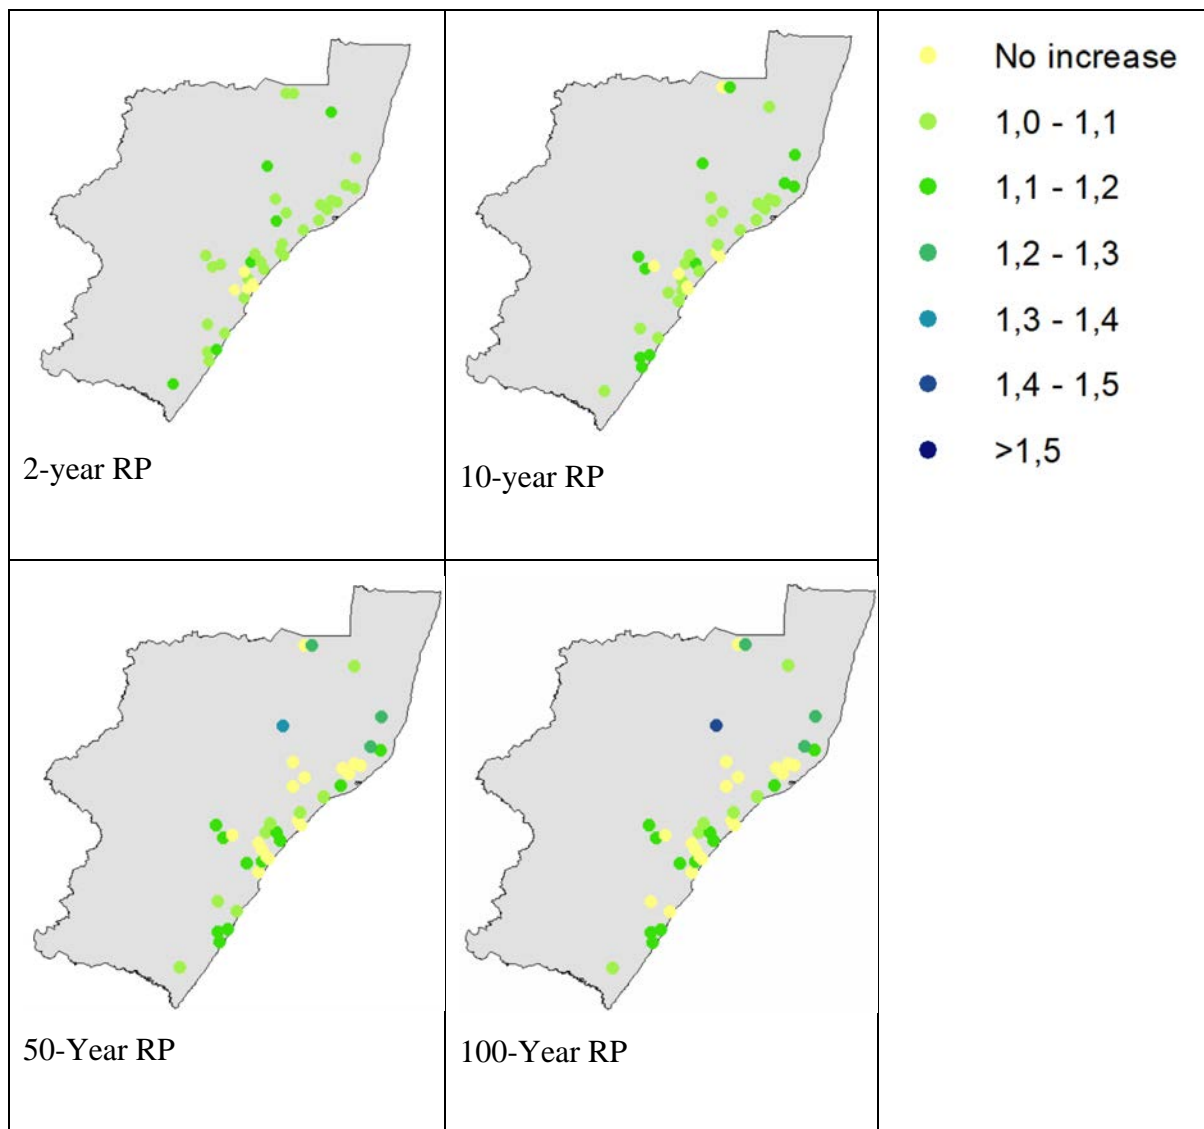 No increase
1,0 - 1,1
1,1 - 1,2
1,2 - 1,3
1,3 - 1,4
1,4 - 1,5
>1,5
2-year RP
10-year RP
50-Year RP
100-Year RP